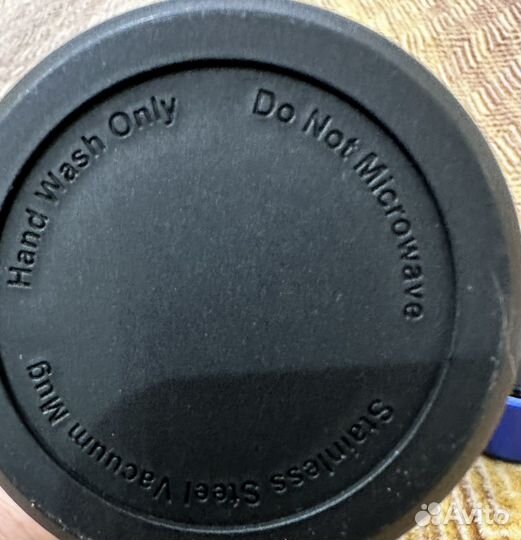 Hand Wash Only
Do Not Microwave
Stainless Steel Vacuum Mug
Avito